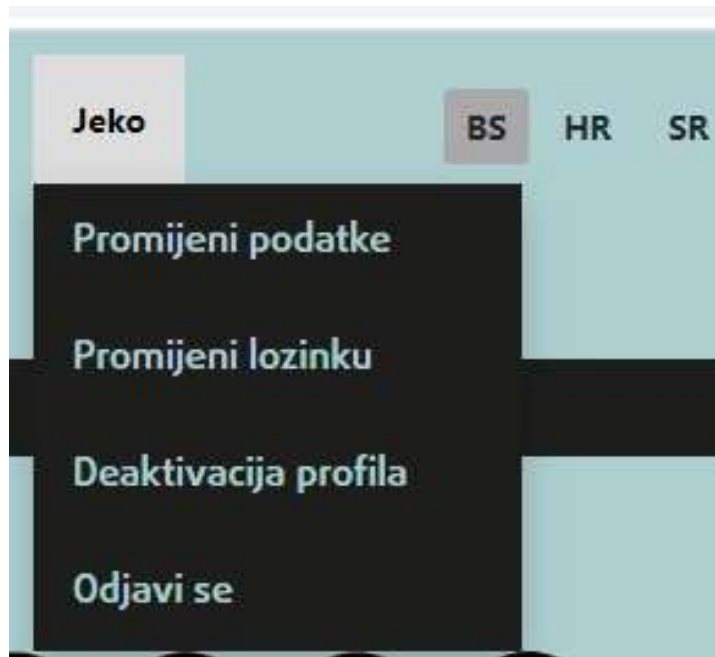 Jeko
BS HR SR
Promijeni podatke
Promijeni lozinku
Deaktivacija profila
Odjavi se